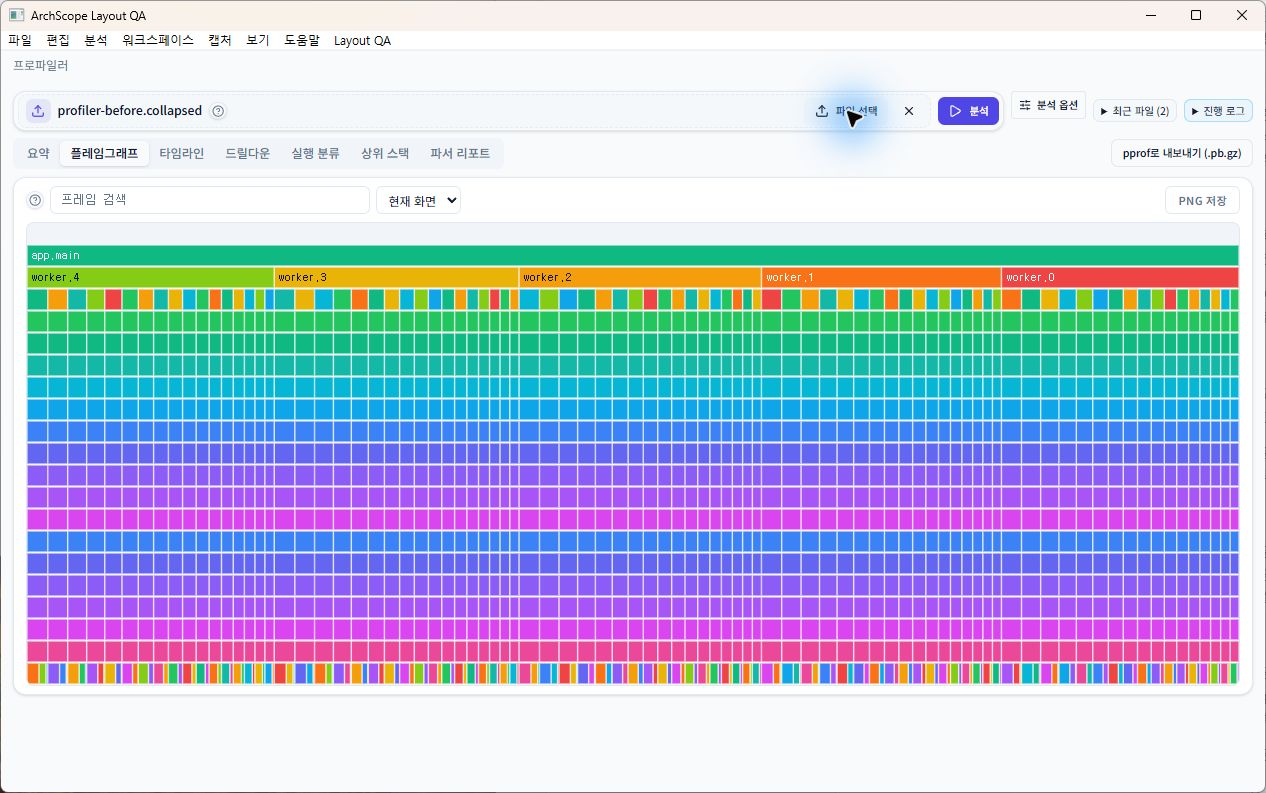 ArchScope Layout QA
파일 편집 분석 워크스페이스 캡처 보기 도움말 Layout QA
프로파일러
profiler-before.collapsed ? 파일 선택 분석 분석 옵션 ▶ 최근 파일 (2) ▶ 진행 로그
요약 플레임그래프 타임라인 드릴다운 실행 분류 상위 스택 파서 리포트 pprof로 내보내기 (.pb.gz)
? 프레임 검색 현재 화면 PNG 저장
app.main
worker.4 worker.3 worker.2 worker.1 worker.0